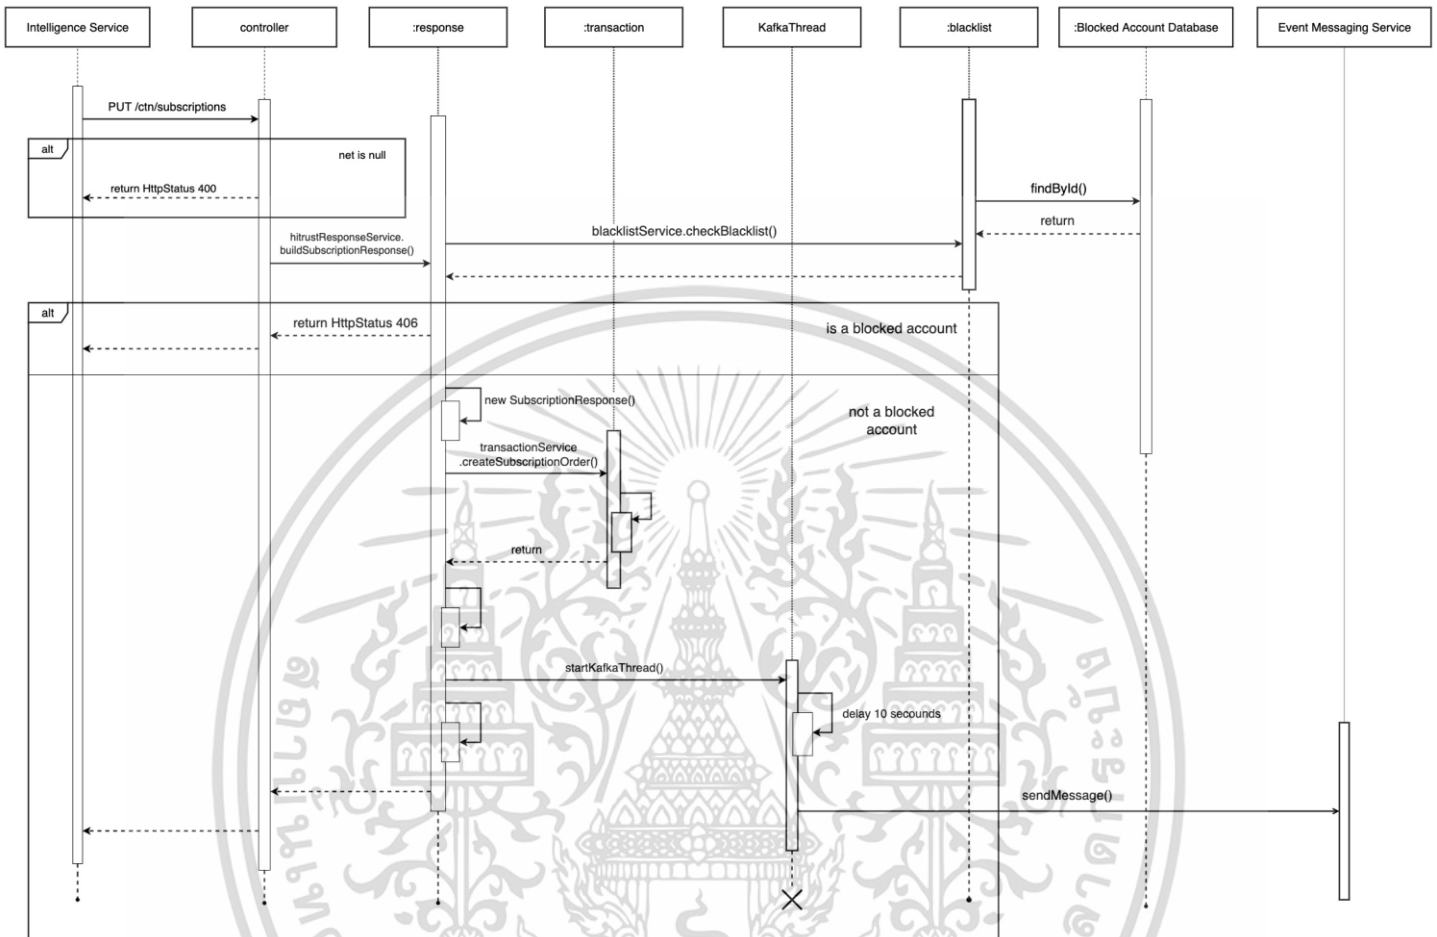 Intelligence Service
controller
:response
:transaction
KafkaThread
:blacklist
:Blocked Account Database
Event Messaging Service
PUT /ctn/subscriptions
alt
net is null
return HttpStatus 400
findById()
return
hitrustResponseService.
buildSubscriptionResponse()
blacklistService.checkBlacklist()
alt
return HttpStatus 406
is a blocked account
new SubscriptionResponse()
not a blocked
account
transactionService
.createSubscriptionOrder()
return
startKafkaThread()
delay 10 seconds
sendMessage()